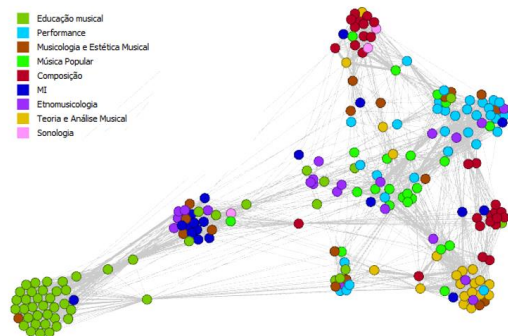 Educação musical
Performance
Musicologia e Estética Musical
Música Popular
Composição
MI
Etnomusicologia
Teoria e Análise Musical
Sonologia